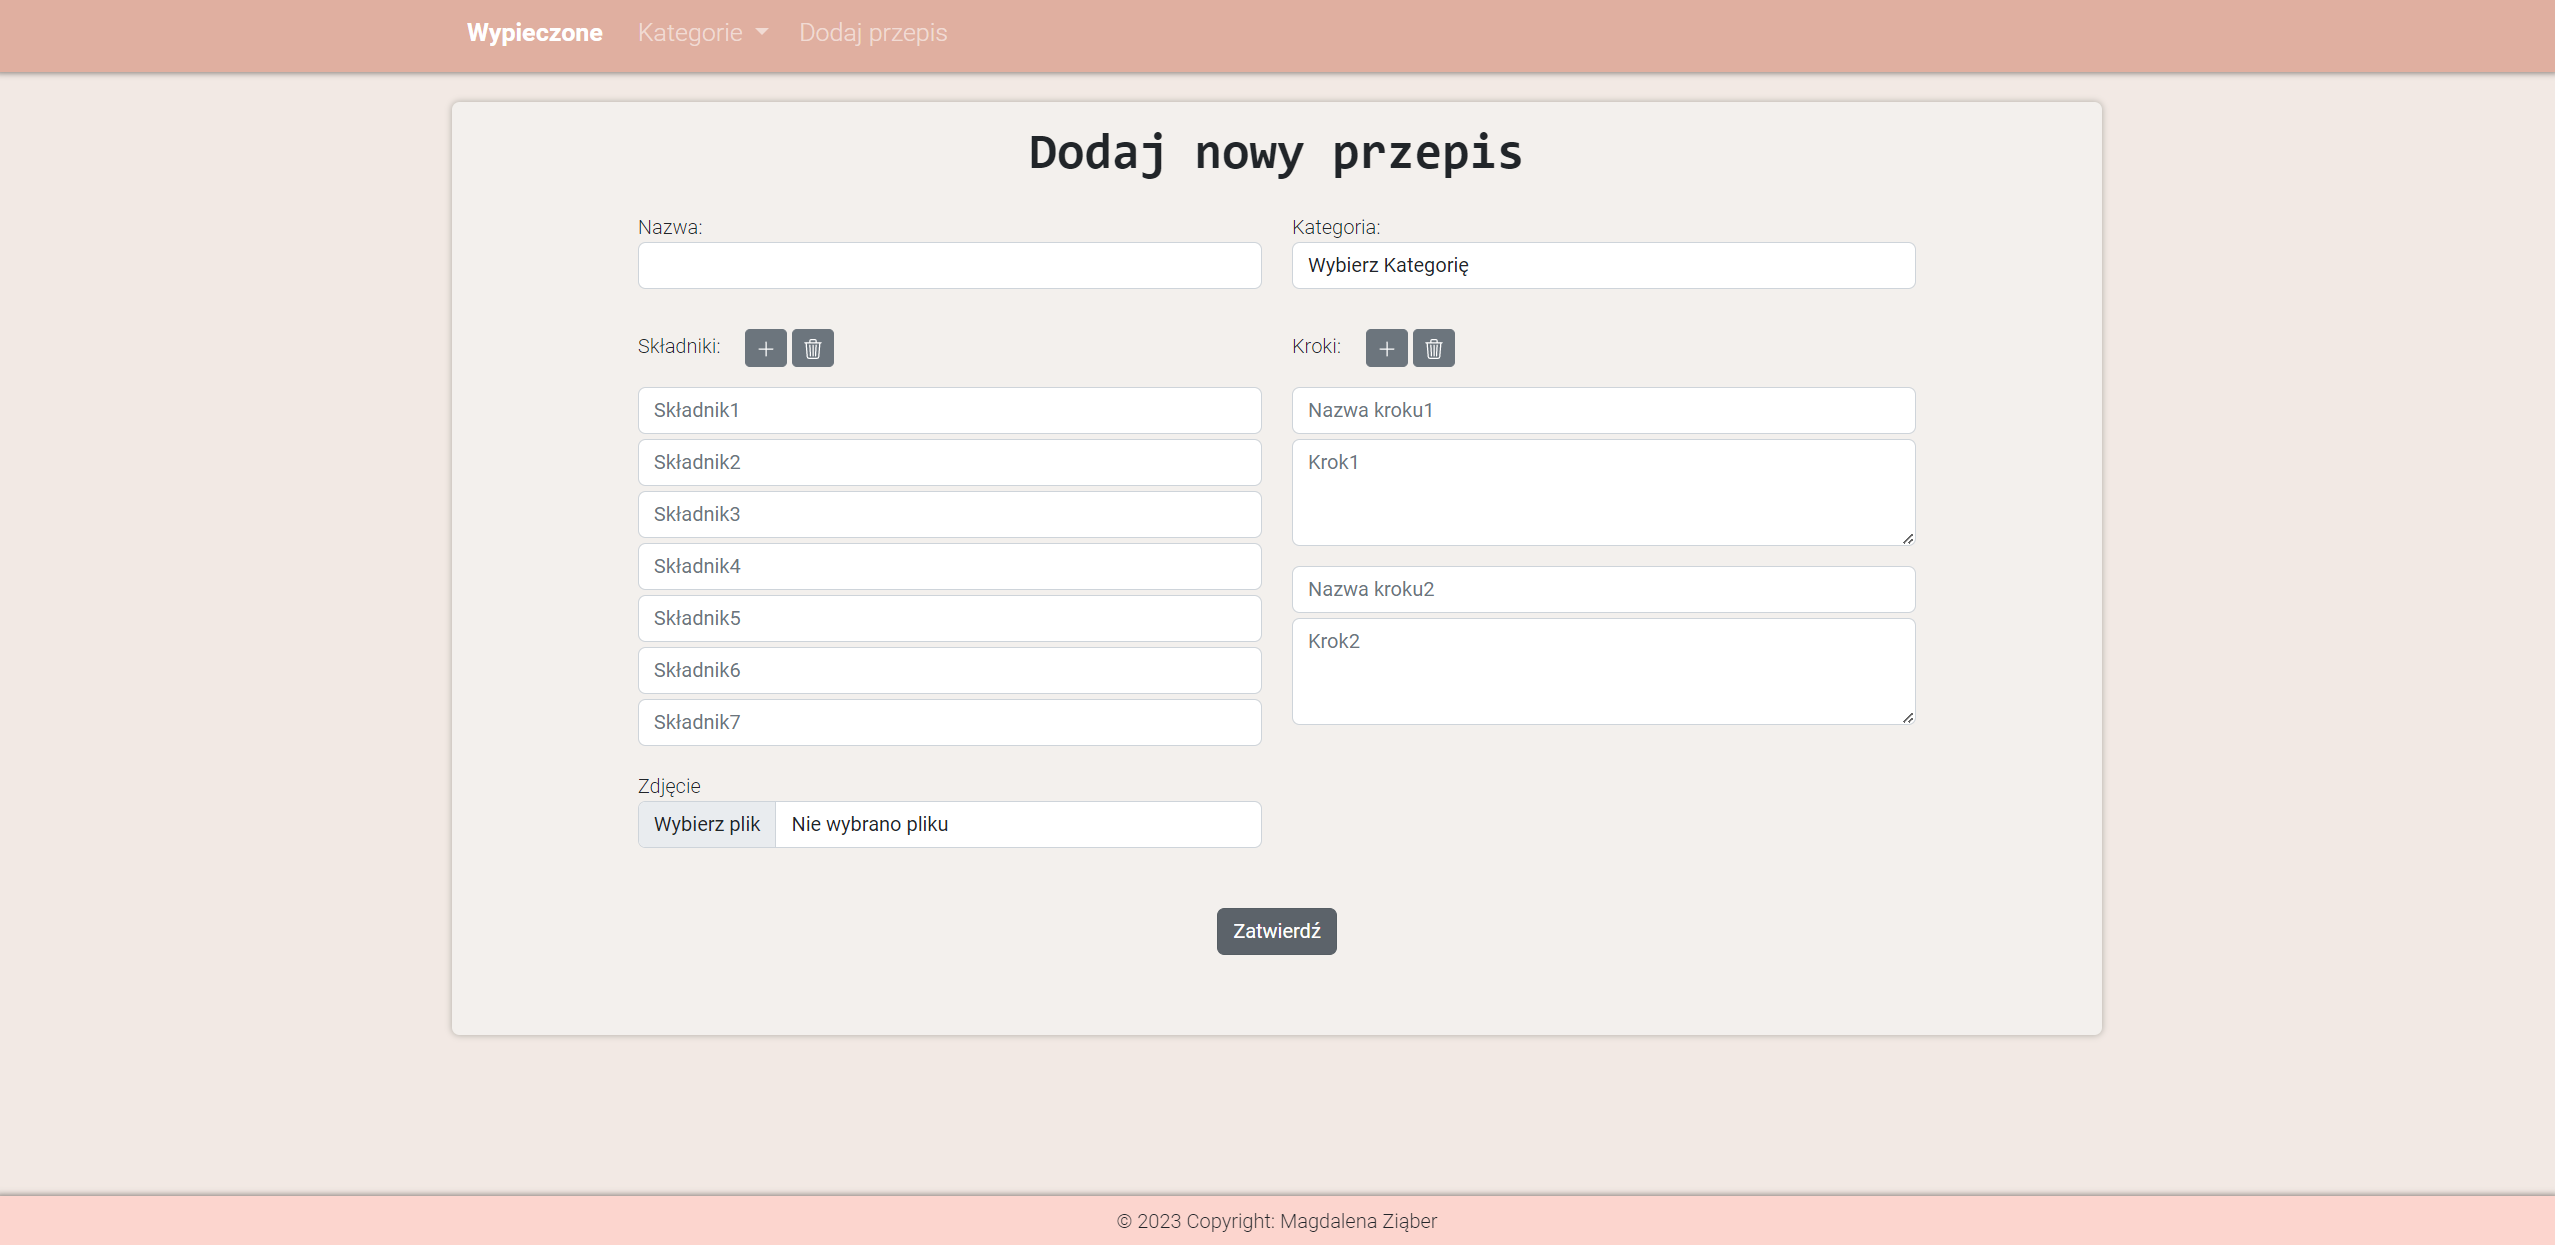 Wypieczone Kategorie Dodaj przepis
Dodaj nowy przepis
Nazwa:
Kategoria:
Wybierz Kategorię
Składniki:
Składnik1
Składnik2
Składnik3
Składnik4
Składnik5
Składnik6
Składnik7
Kroki:
Nazwa kroku1
Krok1
Nazwa kroku2
Krok2
Zdjęcie
Wybierz plik Nie wybrano pliku
Zatwierdź
© 2023 Copyright: Magdalena Ziąber